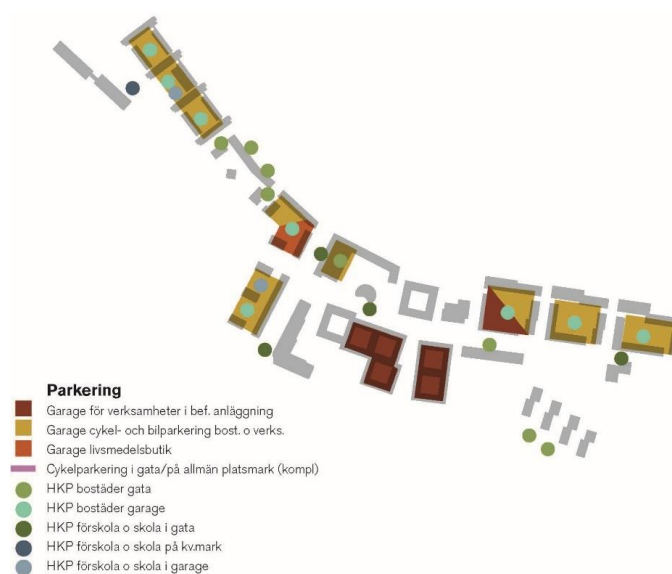 Parkering
Garage för verksamheter i bef. anläggning
Garage cykel- och bilparkering bost. o verks.
Garage livsmedelsbutik
Cykelparkering i gata/på allmän platsmark (kompl)
HKP bostäder gata
HKP bostäder garage
HKP förskola o skola i gata
HKP förskola o skola på kv.mark
HKP förskola o skola i garage